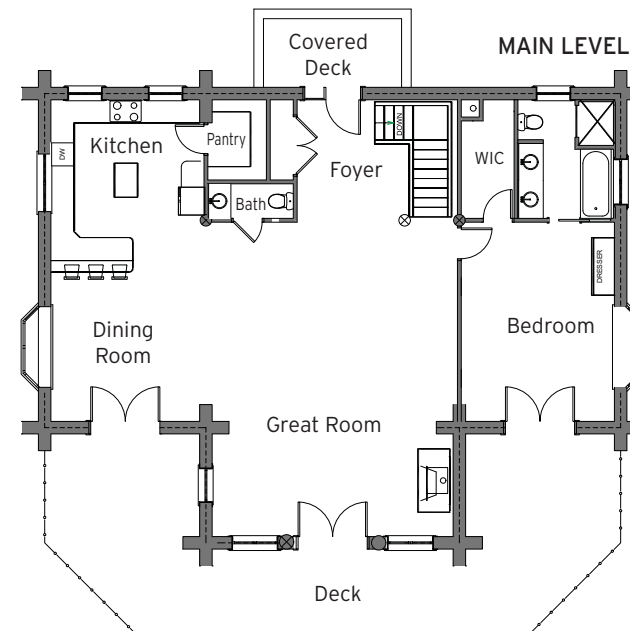 Covered
Deck
MAIN LEVEL
Kitchen
DW
Pantry
DOWN
Foyer
WIC
Bath
DRESSER
Dining
Room
Bedroom
Great Room
Deck